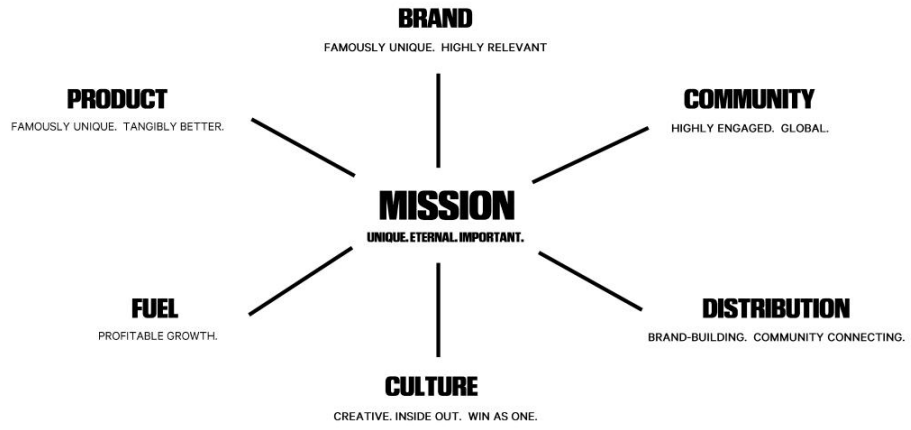 BRAND
FAMOUSLY UNIQUE. HIGHLY RELEVANT
PRODUCT
FAMOUSLY UNIQUE. TANGIBLY BETTER.
COMMUNITY
HIGHLY ENGAGED. GLOBAL.
MISSION
UNIQUE. ETERNAL. IMPORTANT.
FUEL
PROFITABLE GROWTH.
DISTRIBUTION
BRAND-BUILDING. COMMUNITY CONNECTING.
CULTURE
CREATIVE. INSIDE OUT. WIN AS ONE.